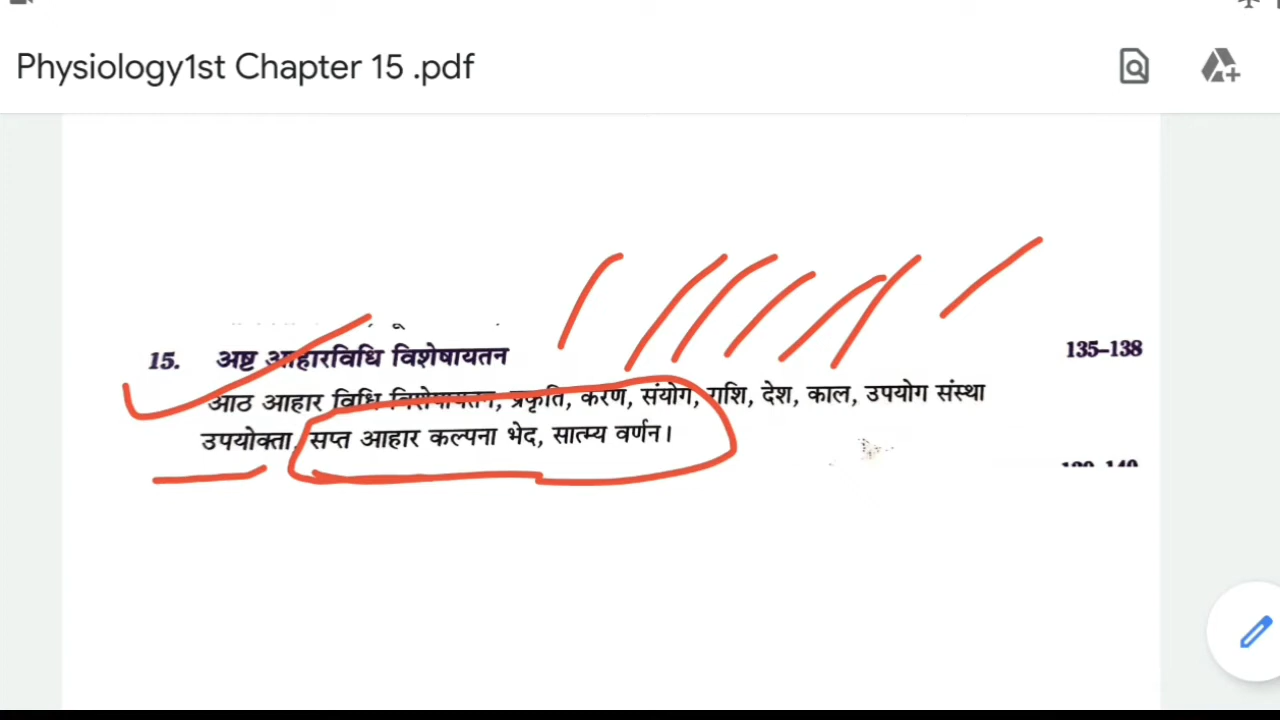 Physiology1st Chapter 15 .pdf
15. अष्ट आहारविधि विशेषायतन 135–138
आठ आहार विधि विशेषायतन, प्रकृति, करण, संयोग, राशि, देश, काल, उपयोग संस्था
उपयोक्ता, सप्त आहार कल्पना भेद, सात्म्य वर्णन।